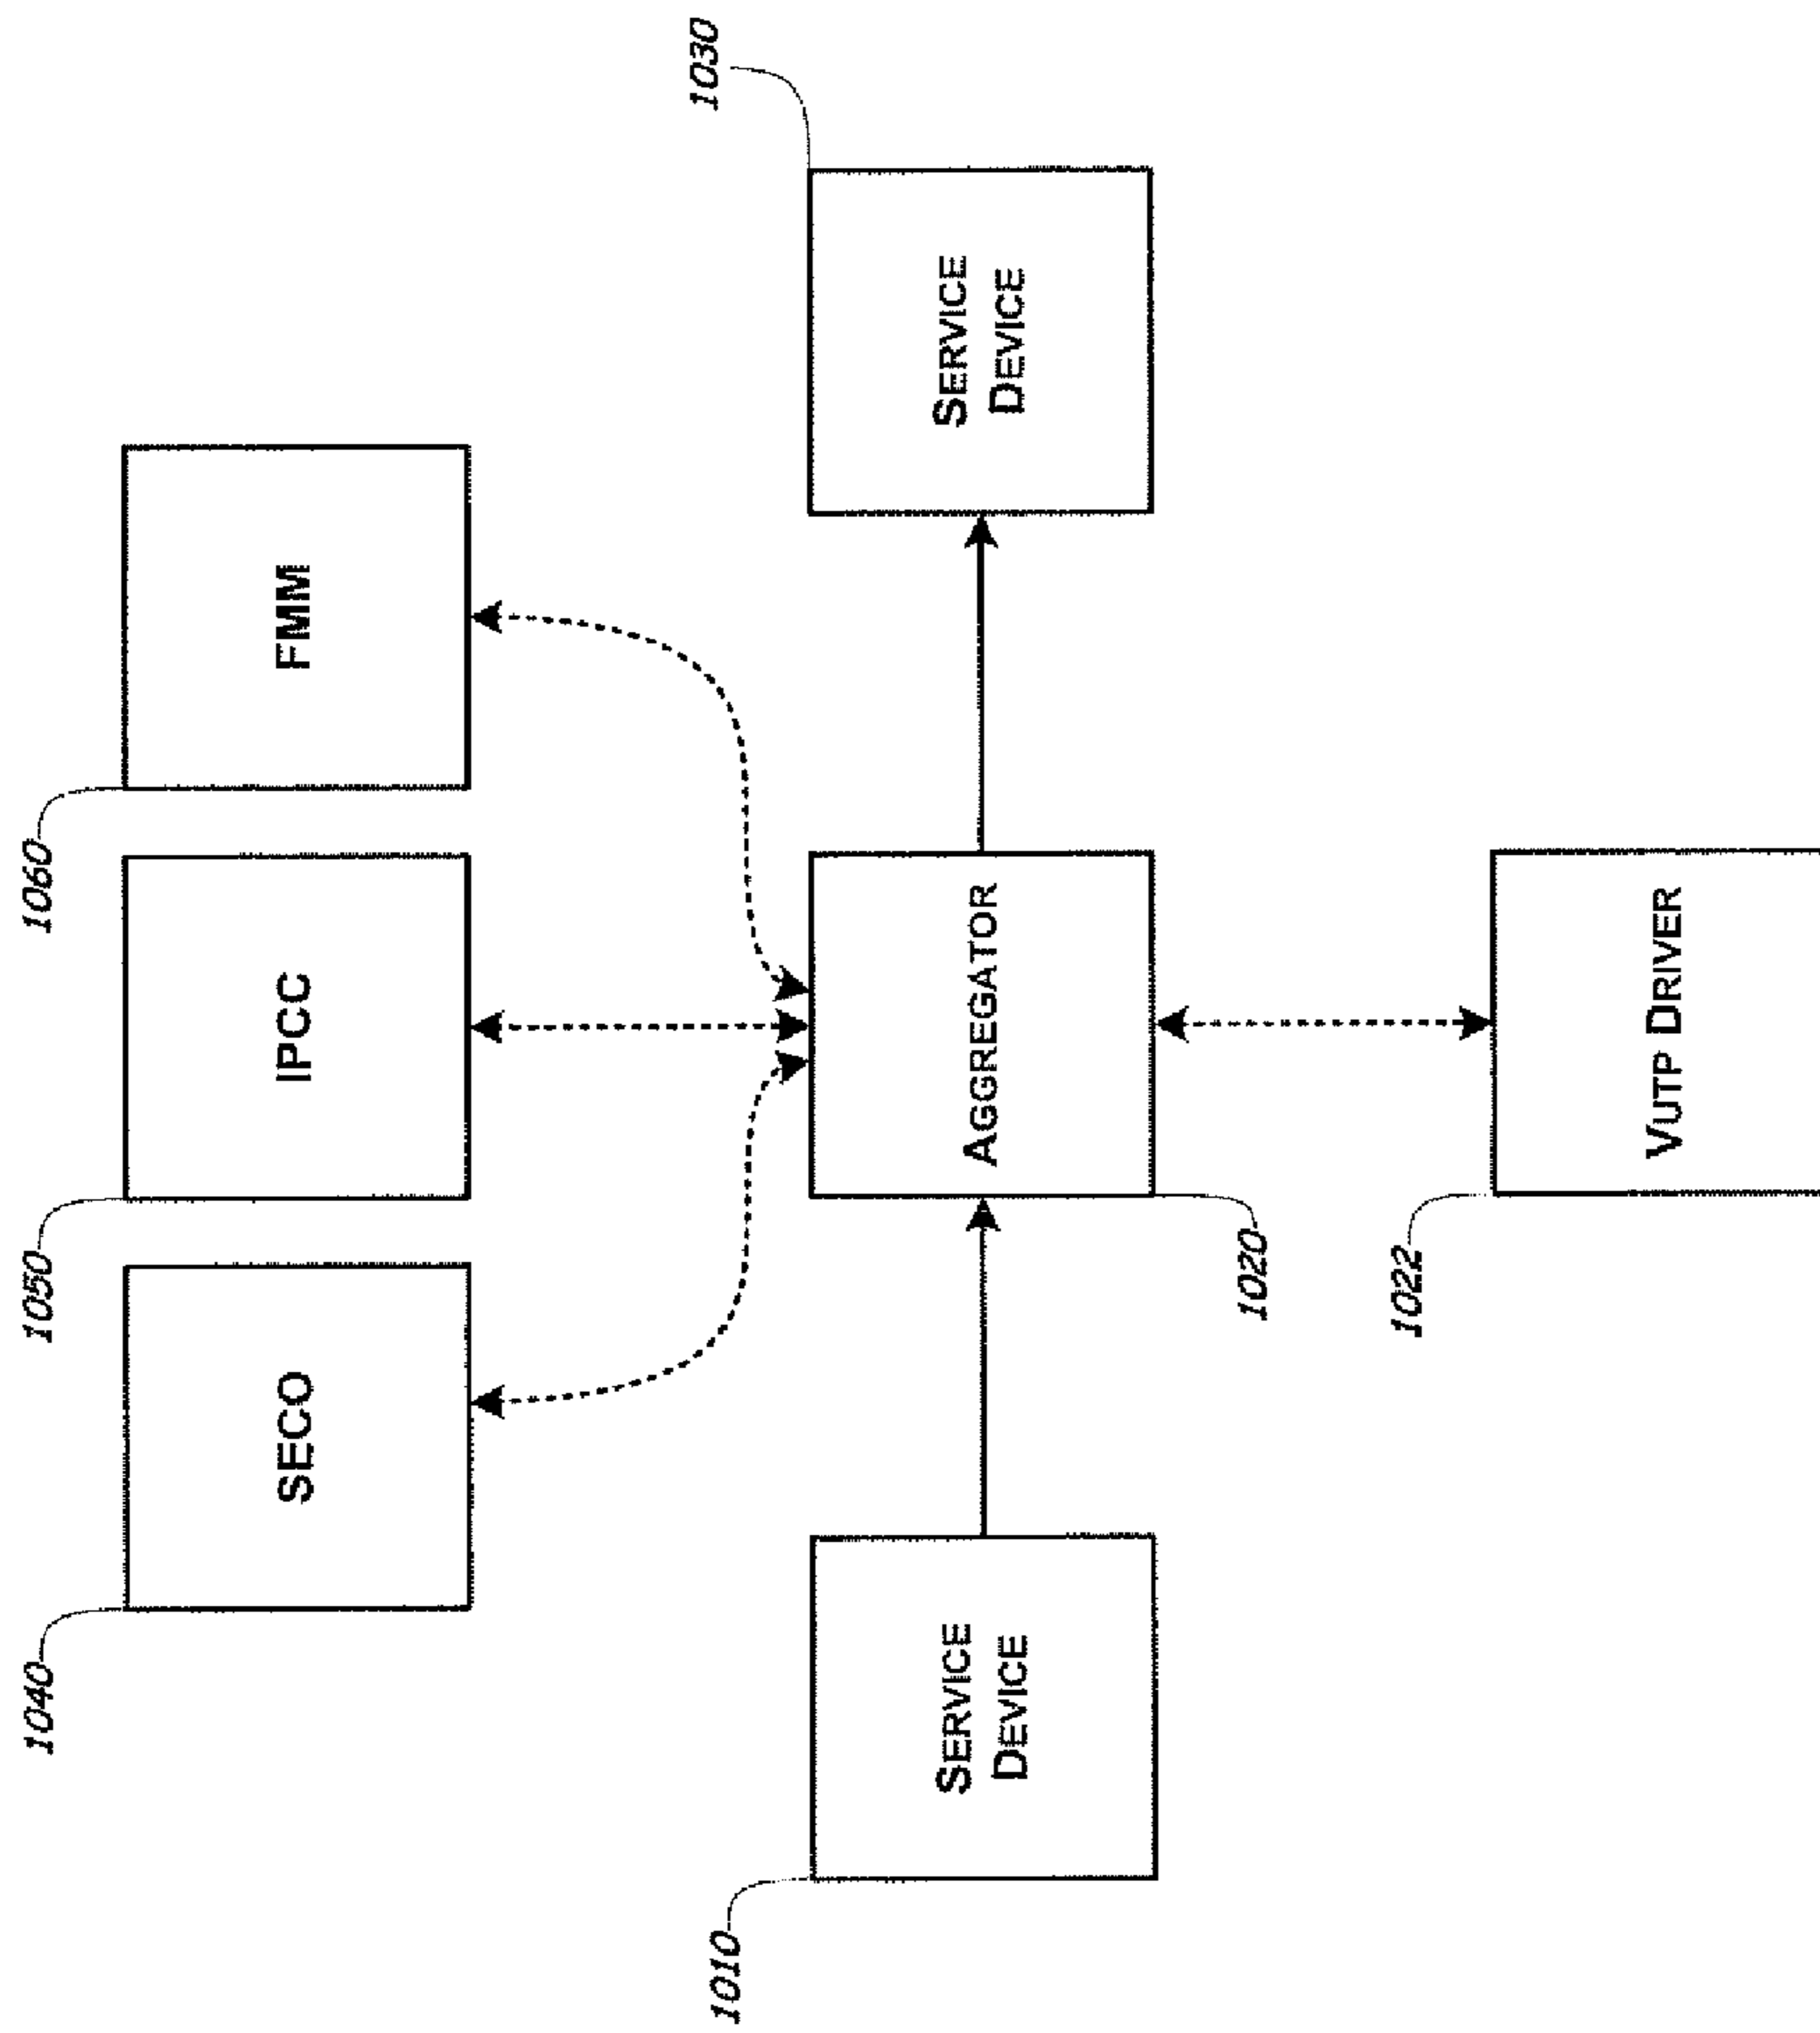 1040
SECO
1050
IPCC
1060
FMM
1010
SERVICE
DEVICE
AGGREGATOR
1020
1030
SERVICE
DEVICE
1022
VUTP DRIVER